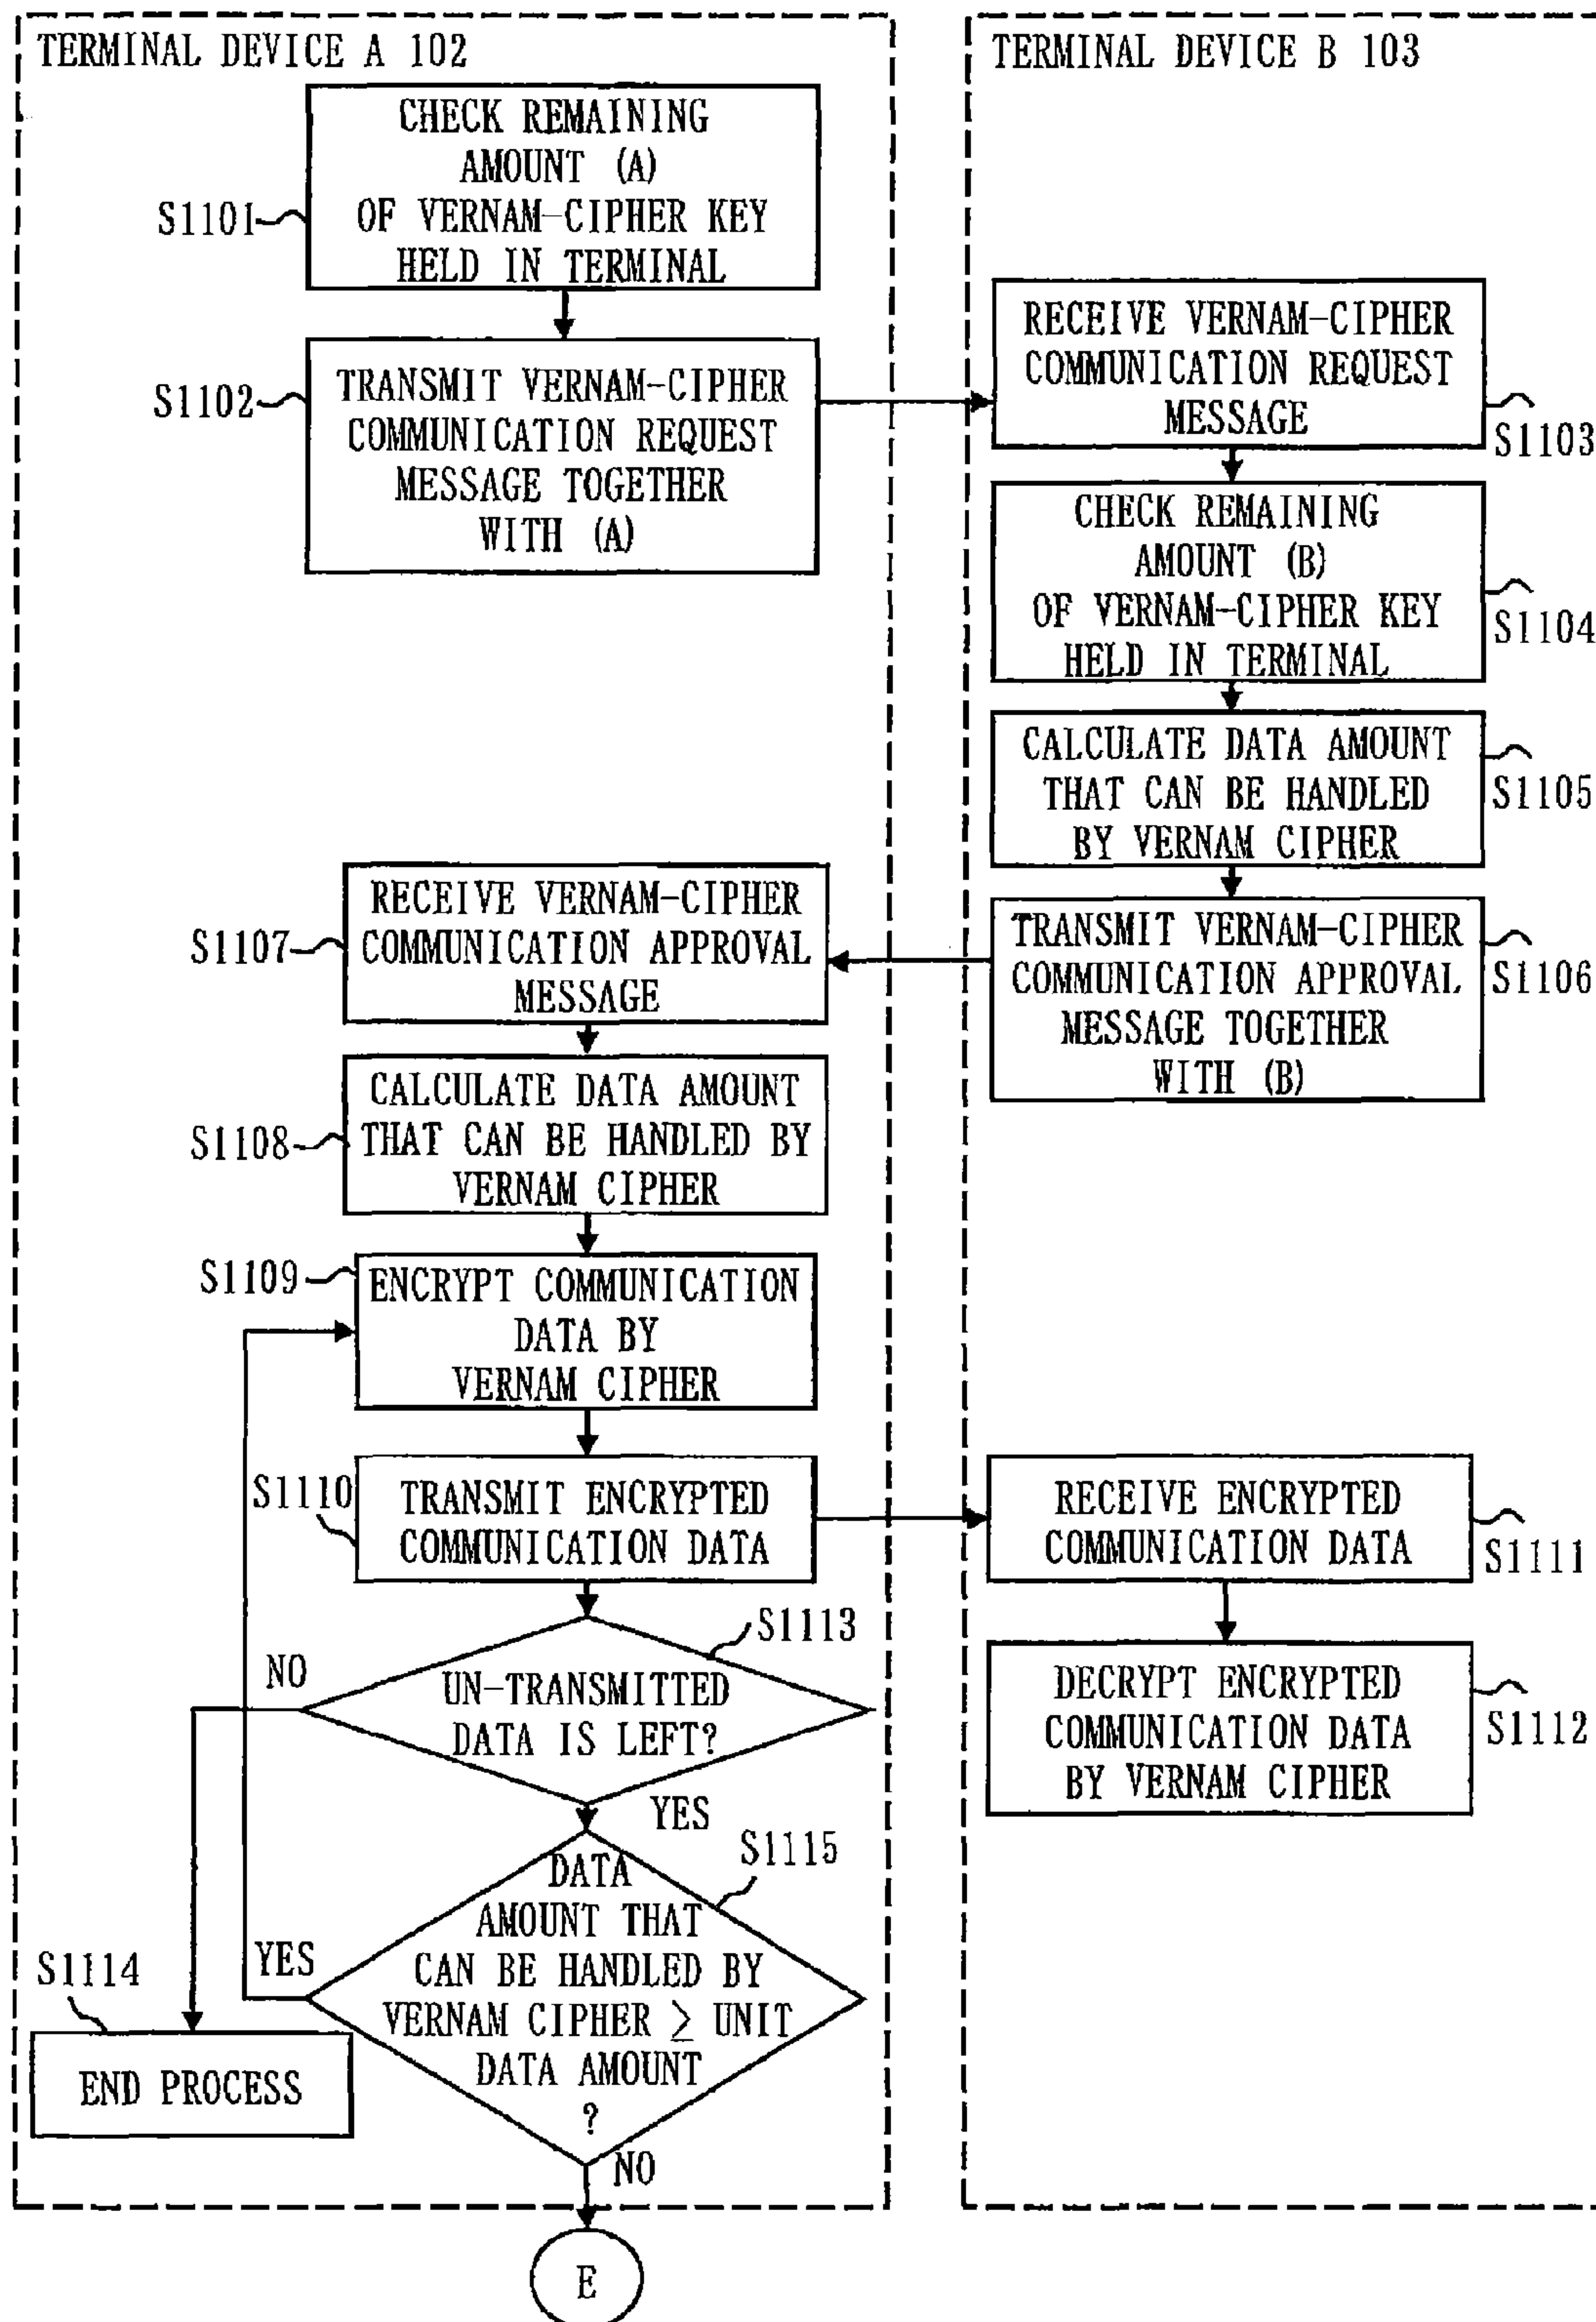 TERMINAL DEVICE A 102
CHECK REMAINING
AMOUNT (A)
OF VERNAM-CIPHER KEY
HELD IN TERMINAL
S1101
TRANSMIT VERNAM-CIPHER
COMMUNICATION REQUEST
MESSAGE TOGETHER
WITH (A)
S1102
TERMINAL DEVICE B 103
RECEIVE VERNAM-CIPHER
COMMUNICATION REQUEST
MESSAGE
S1103
CHECK REMAINING
AMOUNT (B)
OF VERNAM-CIPHER KEY
HELD IN TERMINAL
S1104
CALCULATE DATA AMOUNT
THAT CAN BE HANDLED
BY VERNAM CIPHER
S1105
TRANSMIT VERNAM-CIPHER
COMMUNICATION APPROVAL
MESSAGE TOGETHER
WITH (B)
S1106
RECEIVE VERNAM-CIPHER
COMMUNICATION APPROVAL
MESSAGE
S1107
CALCULATE DATA AMOUNT
THAT CAN BE HANDLED BY
VERNAM CIPHER
S1108
ENCRYPT COMMUNICATION
DATA BY
VERNAM CIPHER
S1109
TRANSMIT ENCRYPTED
COMMUNICATION DATA
S1110
RECEIVE ENCRYPTED
COMMUNICATION DATA
S1111
DECRYPT ENCRYPTED
COMMUNICATION DATA
BY VERNAM CIPHER
S1112
S1113
UN-TRANSMITTED
DATA IS LEFT?
NO
YES
S1115
DATA
AMOUNT THAT
CAN BE HANDLED BY
VERNAM CIPHER ≥ UNIT
DATA AMOUNT
?
YES
NO
S1114
END PROCESS
E